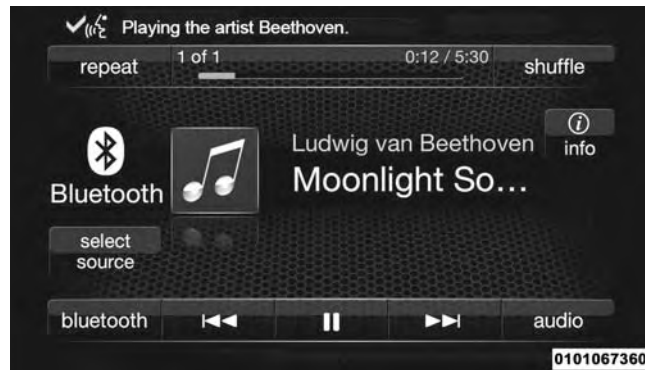 Playing the artist Beethoven.
repeat
1 of 1
0:12 / 5:30
shuffle
Bluetooth
Ludwig van Beethoven
Moonlight So...
info
select
source
bluetooth
audio
0101067360